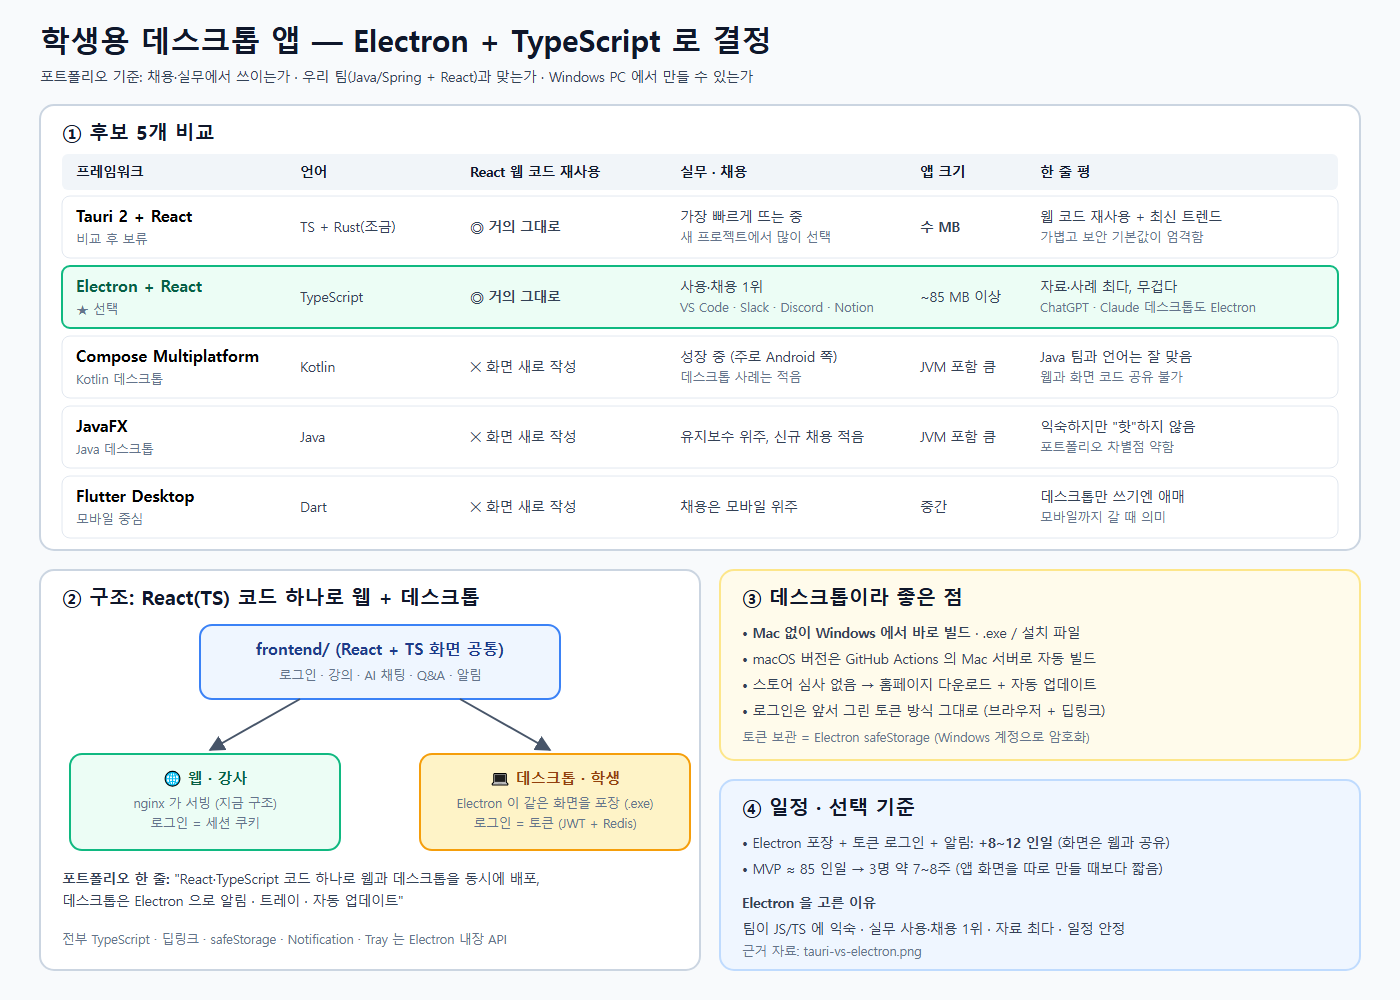 학생용 데스크톱 앱 — Electron + TypeScript 로 결정
포트폴리오 기준: 채용·실무에서 쓰이는가 · 우리 팀(Java/Spring + React)과 맞는가 · Windows PC 에서 만들 수 있는가
① 후보 5개 비교
프레임워크 언어 React 웹 코드 재사용 실무 · 채용 앱 크기 한 줄 평
Tauri 2 + React
비교 후 보류
TS + Rust(조금)
◎ 거의 그대로
가장 빠르게 뜨는 중
새 프로젝트에서 많이 선택
수 MB
웹 코드 재사용 + 최신 트렌드
가볍고 보안 기본값이 엄격함
Electron + React
★ 선택
TypeScript
◎ 거의 그대로
사용·채용 1위
VS Code · Slack · Discord · Notion
~85 MB 이상
자료·사례 최다, 무겁다
ChatGPT · Claude 데스크톱도 Electron
Compose Multiplatform
Kotlin 데스크톱
Kotlin
✕ 화면 새로 작성
성장 중 (주로 Android 쪽)
데스크톱 사례는 적음
JVM 포함 큼
Java 팀과 언어는 잘 맞음
웹과 화면 코드 공유 불가
JavaFX
Java 데스크톱
Java
✕ 화면 새로 작성
유지보수 위주, 신규 채용 적음
JVM 포함 큼
익숙하지만 "핫"하지 않음
포트폴리오 차별점 약함
Flutter Desktop
모바일 중심
Dart
✕ 화면 새로 작성
채용은 모바일 위주
중간
데스크톱만 쓰기엔 애매
모바일까지 갈 때 의미
② 구조: React(TS) 코드 하나로 웹 + 데스크톱
frontend/ (React + TS 화면 공통)
로그인 · 강의 · AI 채팅 · Q&A · 알림
🌐 웹 · 강사
nginx 가 서빙 (지금 구조)
로그인 = 세션 쿠키
💻 데스크톱 · 학생
Electron 이 같은 화면을 포장 (.exe)
로그인 = 토큰 (JWT + Redis)
포트폴리오 한 줄: "React·TypeScript 코드 하나로 웹과 데스크톱을 동시에 배포,
데스크톱은 Electron 으로 알림 · 트레이 · 자동 업데이트"
전부 TypeScript · 딥링크 · safeStorage · Notification · Tray 는 Electron 내장 API
③ 데스크톱이라 좋은 점
• Mac 없이 Windows 에서 바로 빌드 · .exe / 설치 파일
• macOS 버전은 GitHub Actions 의 Mac 서버로 자동 빌드
• 스토어 심사 없음 → 홈페이지 다운로드 + 자동 업데이트
• 로그인은 앞서 그린 토큰 방식 그대로 (브라우저 + 딥링크)
토큰 보관 = Electron safeStorage (Windows 계정으로 암호화)
④ 일정 · 선택 기준
• Electron 포장 + 토큰 로그인 + 알림: +8~12 인일 (화면은 웹과 공유)
• MVP ≈ 85 인일 → 3명 약 7~8주 (앱 화면을 따로 만들 때보다 짧음)
Electron 을 고른 이유
팀이 JS/TS 에 익숙 · 실무 사용·채용 1위 · 자료 최다 · 일정 안정
근거 자료: tauri-vs-electron.png